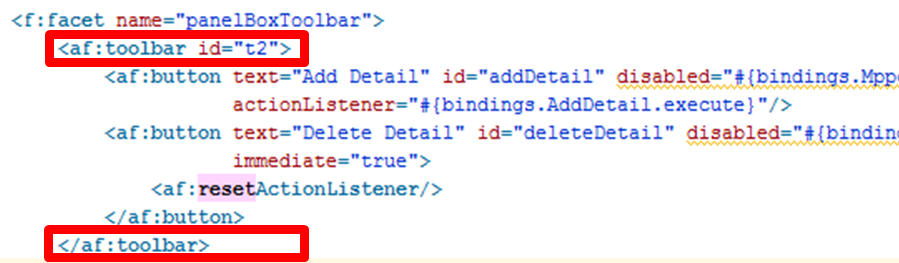 <f:facet name="panelBoxToolbar">
<af:toolbar id="t2">
<af:button text="Add Detail" id="addDetail" disabled="#{bindings.Mppo
actionListener="#{bindings.AddDetail.execute}"/>
<af:button text="Delete Detail" id="deleteDetail" disabled="#{binding
immediate="true">
<af:resetActionListener/>
</af:button>
</af:toolbar>